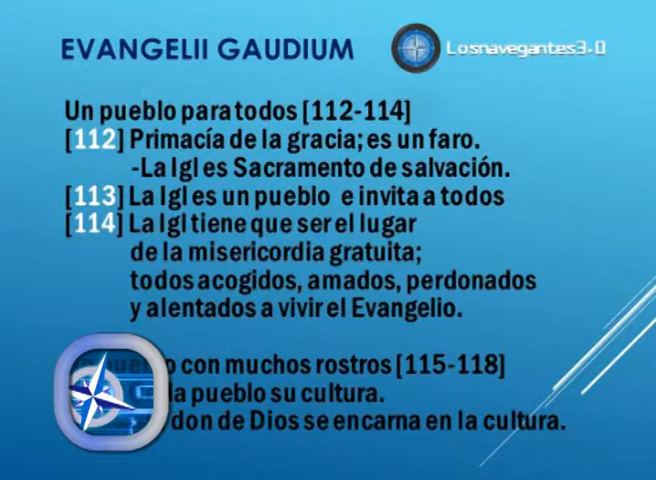 EVANGELII GAUDIUM
Losnavegantes3.0
Un pueblo para todos [112-114]
[112] Primacía de la gracia; es un faro.
-La Igl es Sacramento de salvación.
[113] La Igl es un pueblo e invita a todos
[114] La Igl tiene que ser el lugar
de la misericordia gratuita;
todos acogidos, amados, perdonados
y alentados a vivir el Evangelio.
con muchos rostros [115-118]
pueblo su cultura.
don de Dios se encarna en la cultura.